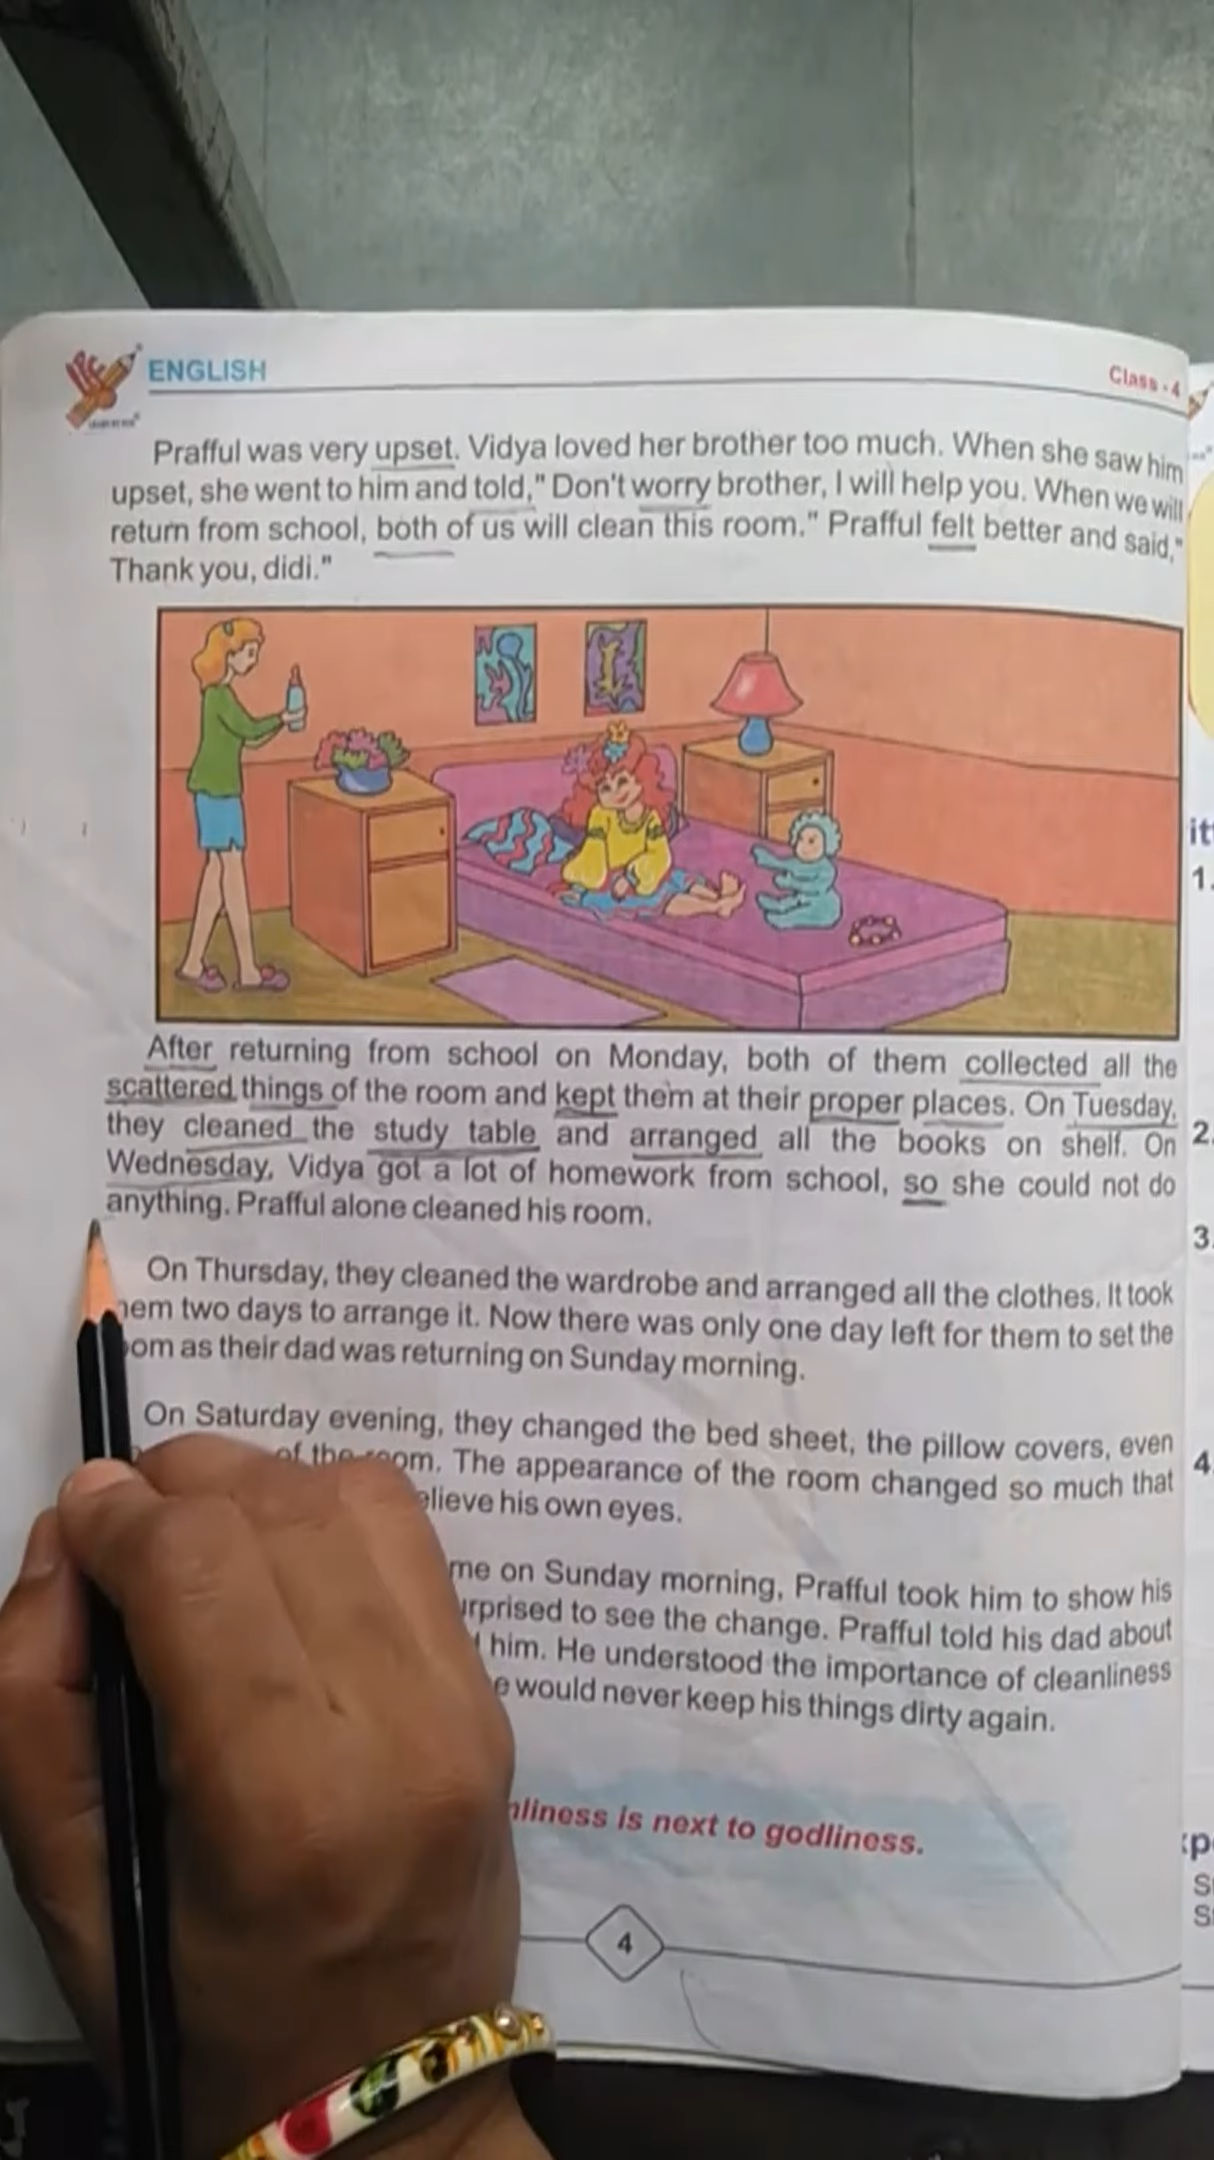 ENGLISH
Class - 4
Prafful was very upset. Vidya loved her brother too much. When she saw him
upset, she went to him and told," Don't worry brother, I will help you. When we will
return from school, both of us will clean this room." Prafful felt better and said,"
Thank you, didi."
After returning from school on Monday, both of them collected all the
scattered things of the room and kept them at their proper places. On Tuesday,
they cleaned the study table and arranged all the books on shelf. On
Wednesday, Vidya got a lot of homework from school, so she could not do
anything. Prafful alone cleaned his room.
On Thursday, they cleaned the wardrobe and arranged all the clothes. It took
two days to arrange it. Now there was only one day left for them to set the
as their dad was returning on Sunday morning.
On Saturday evening, they changed the bed sheet, the pillow covers, even
of the room. The appearance of the room changed so much that
his own eyes.
on Sunday morning, Prafful took him to show his
to see the change. Prafful told his dad about
him. He understood the importance of cleanliness
would never keep his things dirty again.
is next to godliness.
4
1.
2.
3.
4.